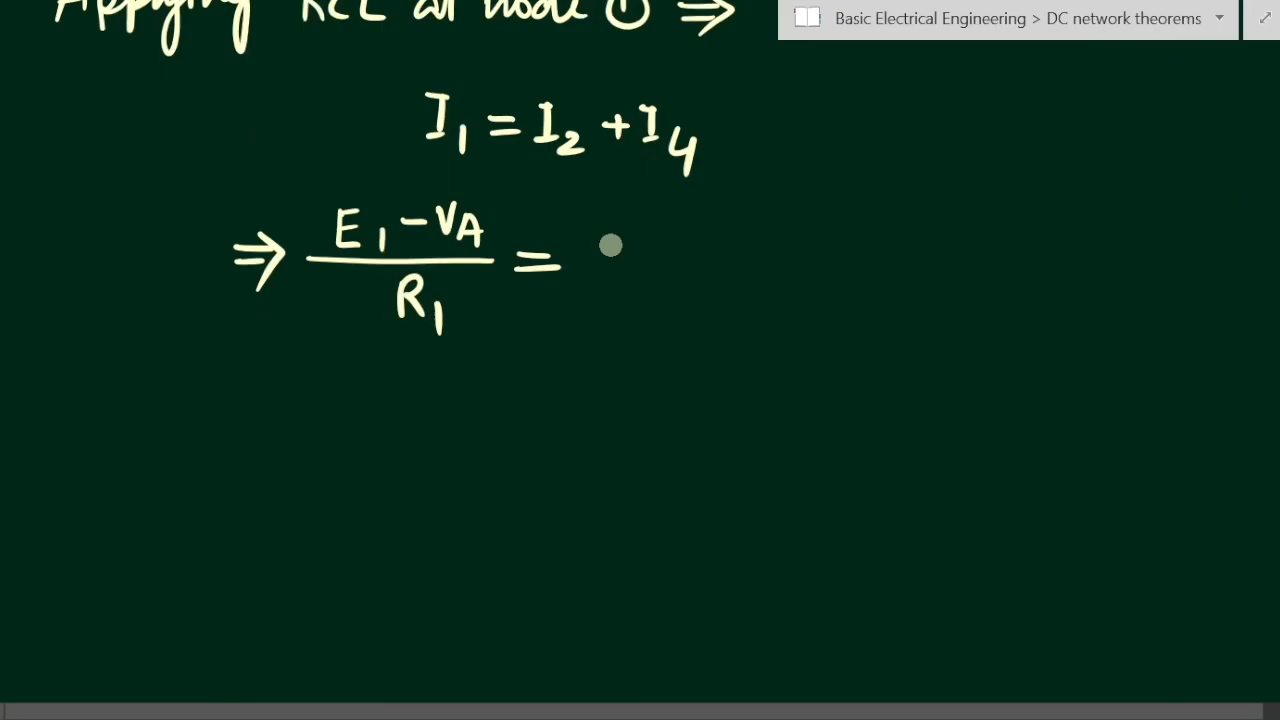 Applying KCL at node ① ⇒
Basic Electrical Engineering > DC network theorems
I₁ = I₂ + I₄
⇒ (E₁ - VA) / R₁ =